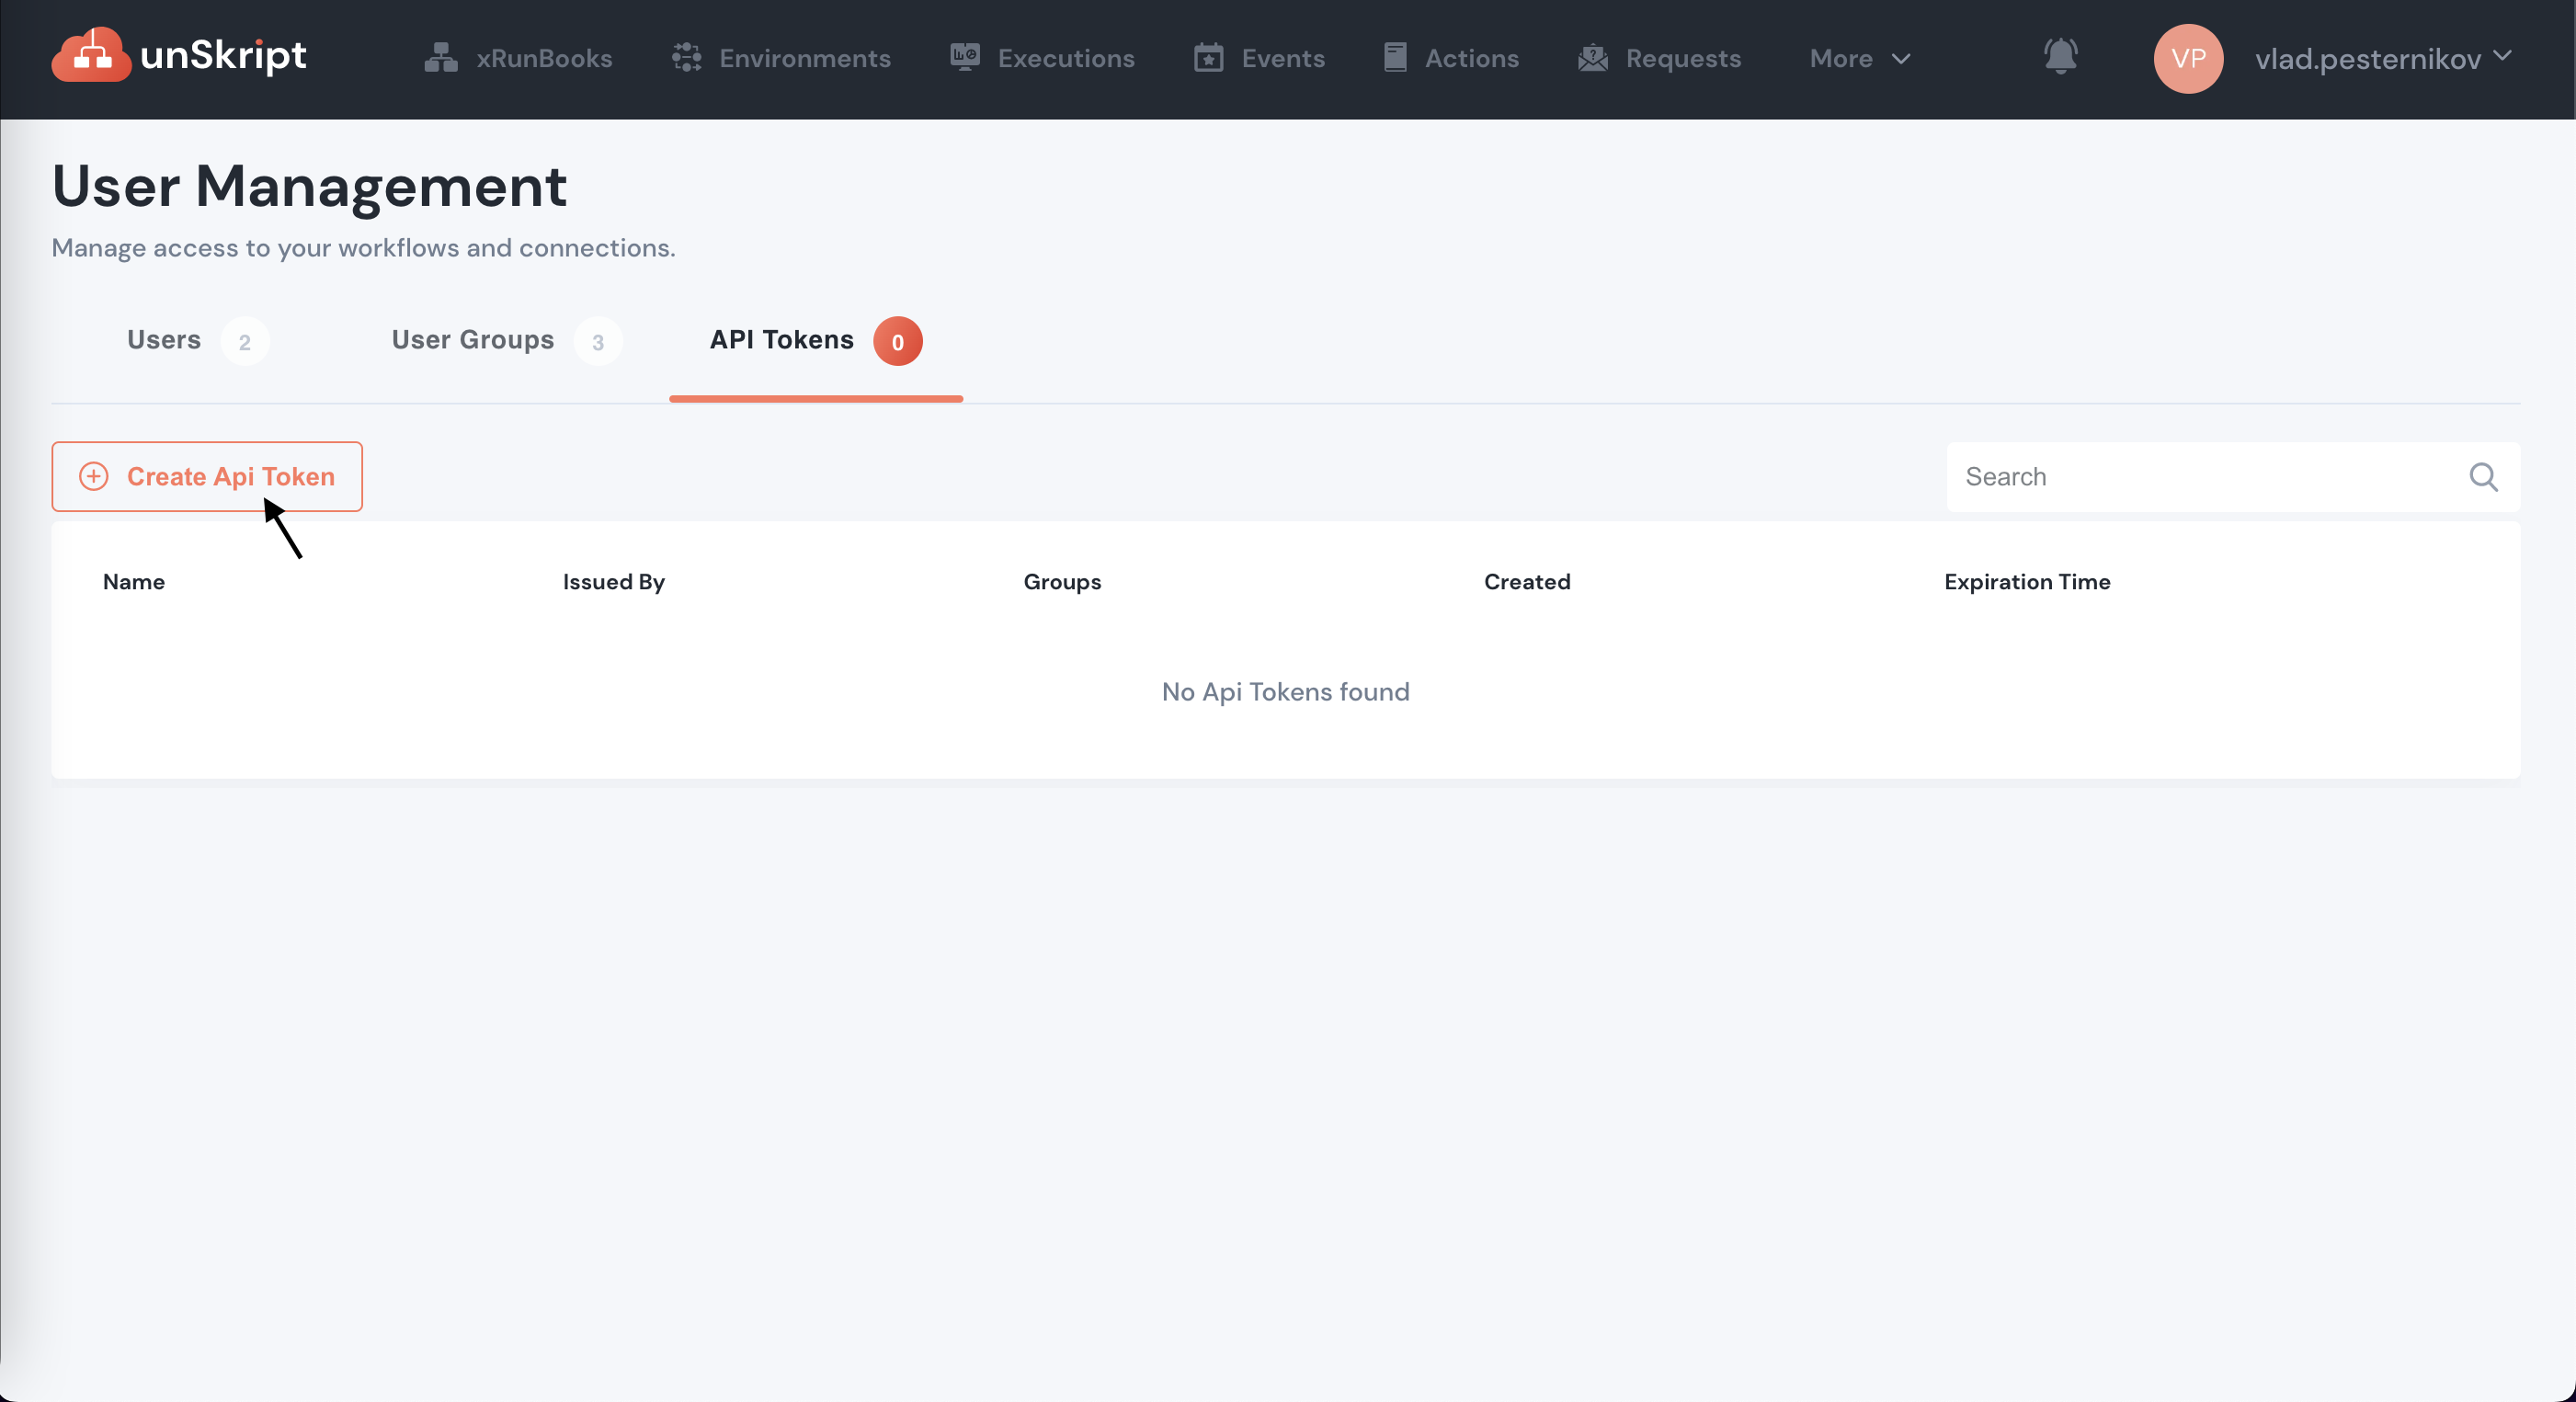 unSkript xRunBooks Environments Executions Events Actions Requests More VP vlad.pesternikov
User Management
Manage access to your workflows and connections.
Users 2 User Groups 3 API Tokens 0
Create Api Token Search
Name Issued By Groups Created Expiration Time
No Api Tokens found